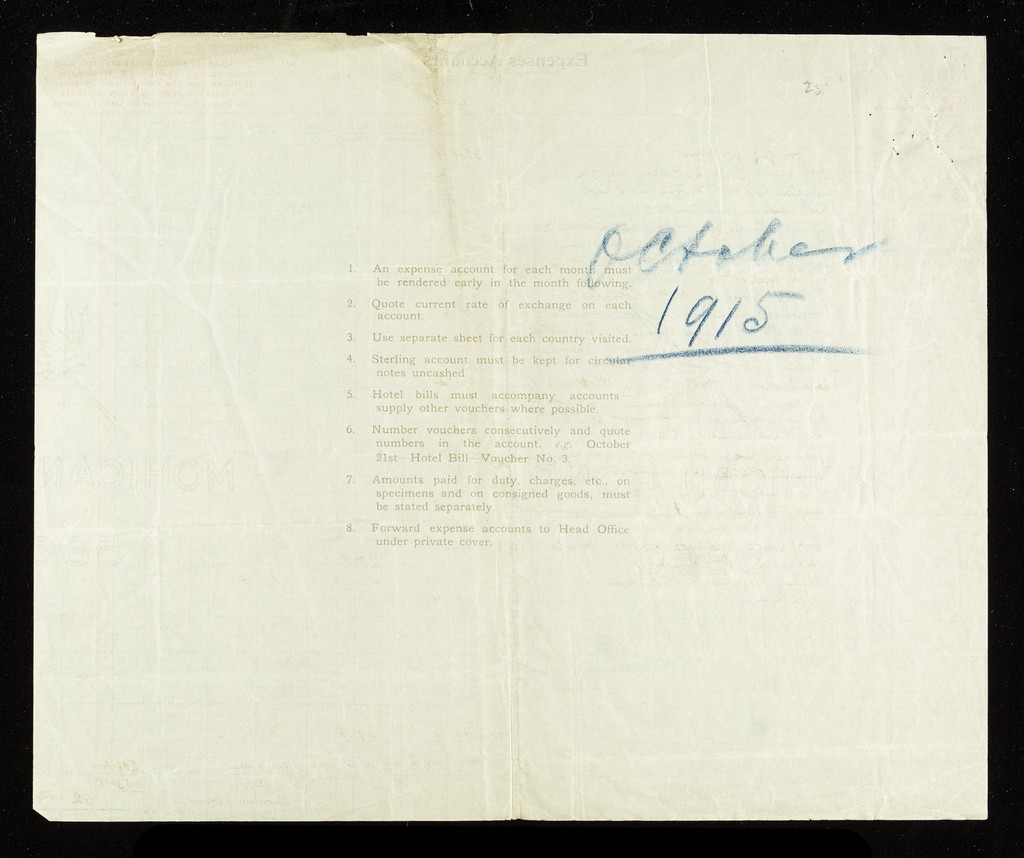 Expenses Accounts
25
October
1915
1. An expense account for each month must
be rendered early in the month following.
2. Quote current rate of exchange on each
account.
3. Use separate sheet for each country visited.
4. Sterling account must be kept for circular
notes uncashed.
5. Hotel bills must accompany accounts—
supply other vouchers where possible.
6. Number vouchers consecutively and quote
numbers in the account, e.g. October
21st—Hotel Bill—Voucher No. 3.
7. Amounts paid for duty, charges, etc., on
specimens and on consigned goods, must
be stated separately.
8. Forward expense accounts to Head Office
under private cover.
MOHICAN